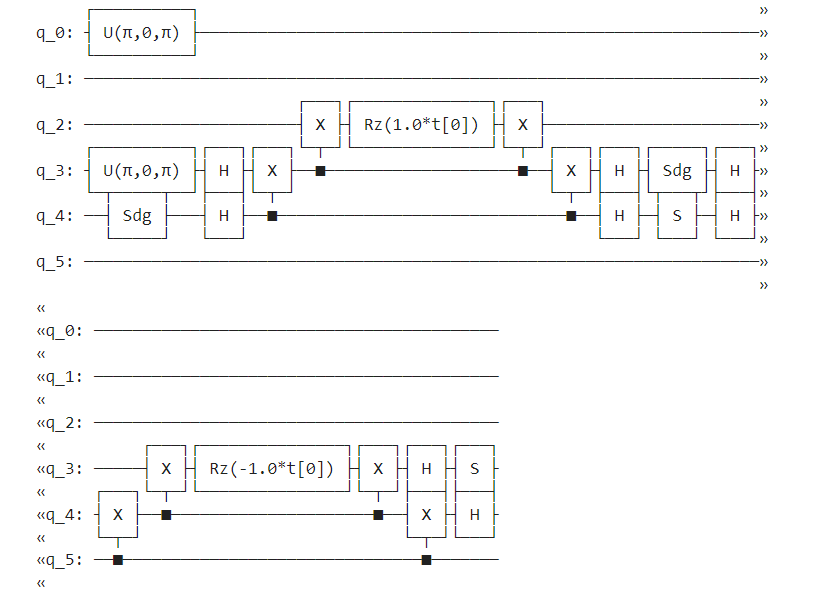 »
q_0: U(π,0,π) »
»
q_1: »
»
q_2: X Rz(1.0*t[0]) X »
»
q_3: U(π,0,π) H X ■ ■ X H Sdg H »
»
q_4: Sdg H ■ ■ H S H »
»
q_5: »
»
«
«q_0:
«
«q_1:
«
«q_2:
«
«q_3: X Rz(-1.0*t[0]) X H S
«
«q_4: X ■ ■ X H
«
«q_5: ■ ■
«